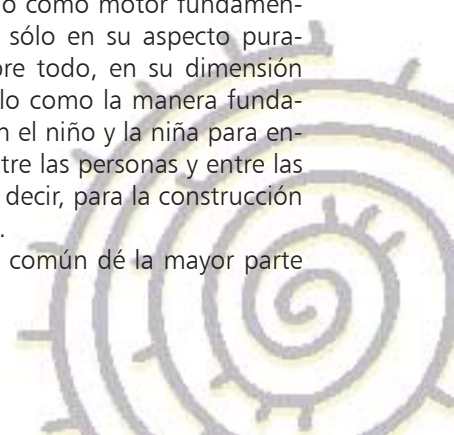 o como motor fundamen-
sólo en su aspecto pura-
re todo, en su dimensión
lo como la manera funda-
n el niño y la niña para en-
tre las personas y entre las
decir, para la construcción
.
común dé la mayor parte